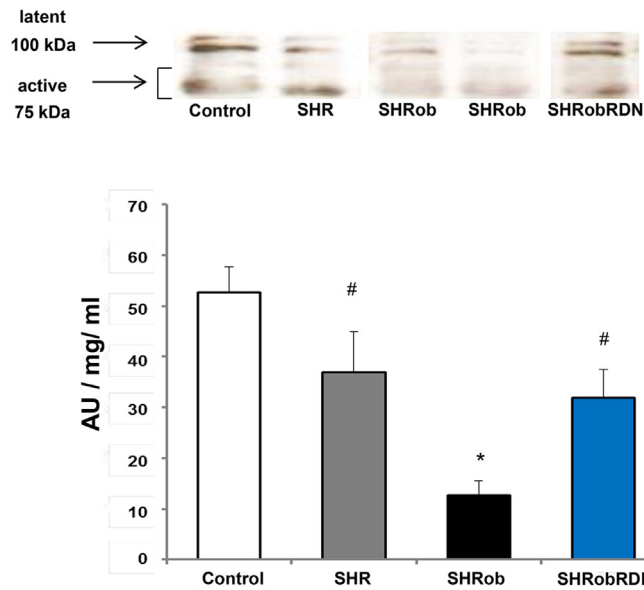 latent
100 kDa
active
75 kDa
Control SHR SHRob SHRob SHRobRDN
AU / mg/ ml
70
60
50
40
30
20
10
0
#
#
*
Control SHR SHRob SHRobRDN